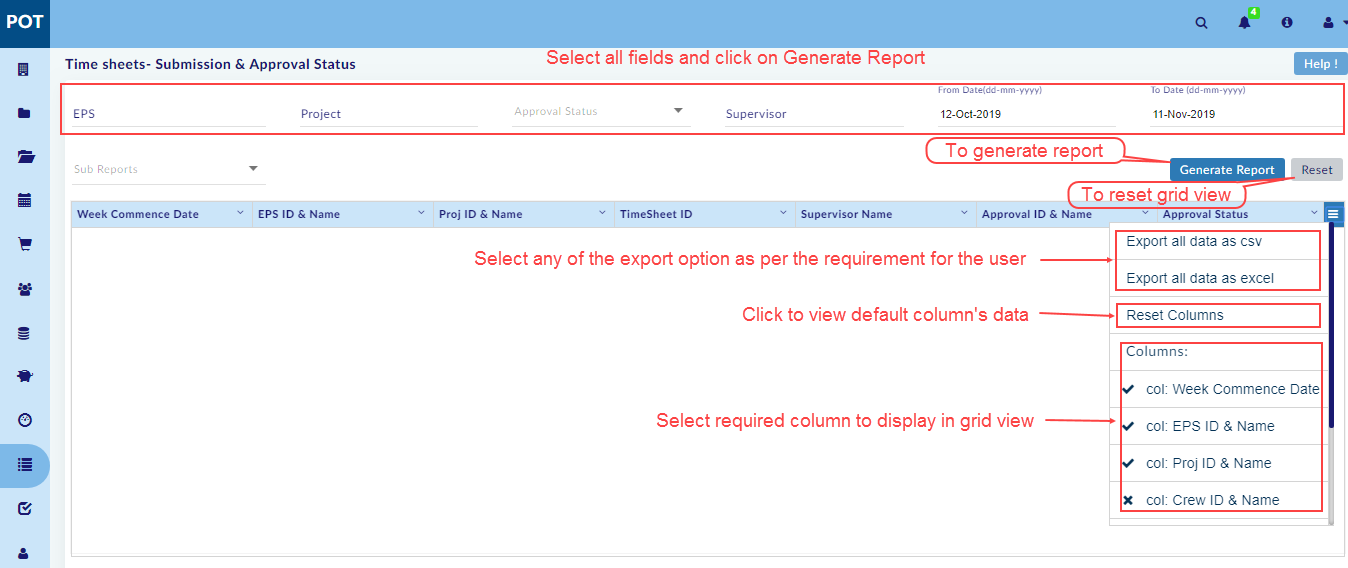 POT
4
Time sheets- Submission & Approval Status
Select all fields and click on Generate Report
Help !
EPS
Project
Approval Status
Supervisor
From Date(dd-mm-yyyy)
12-Oct-2019
To Date (dd-mm-yyyy)
11-Nov-2019
To generate report
Sub Reports
Generate Report
Reset
To reset grid view
Week Commence Date
EPS ID & Name
Proj ID & Name
TimeSheet ID
Supervisor Name
Approval ID & Name
Approval Status
Export all data as csv
Select any of the export option as per the requirement for the user
Export all data as excel
Click to view default column's data
Reset Columns
Columns:
col: Week Commence Date
Select required column to display in grid view
col: EPS ID & Name
col: Proj ID & Name
col: Crew ID & Name